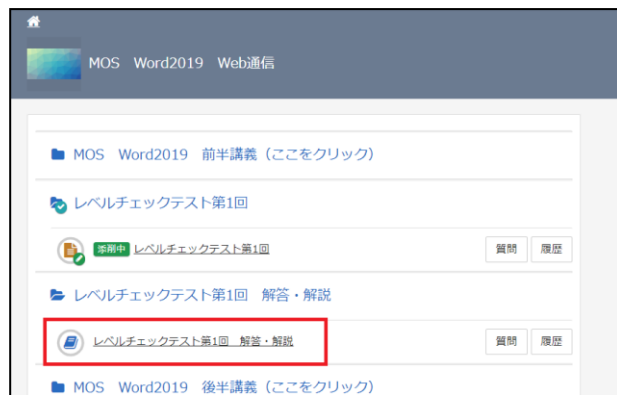 MOS　Word2019　Web通信
MOS　Word2019　前半講義（ここをクリック）
レベルチェックテスト第1回
添削中 レベルチェックテスト第1回 質問 履歴
レベルチェックテスト第1回　解答・解説
レベルチェックテスト第1回　解答・解説 質問 履歴
MOS　Word2019　後半講義（ここをクリック）